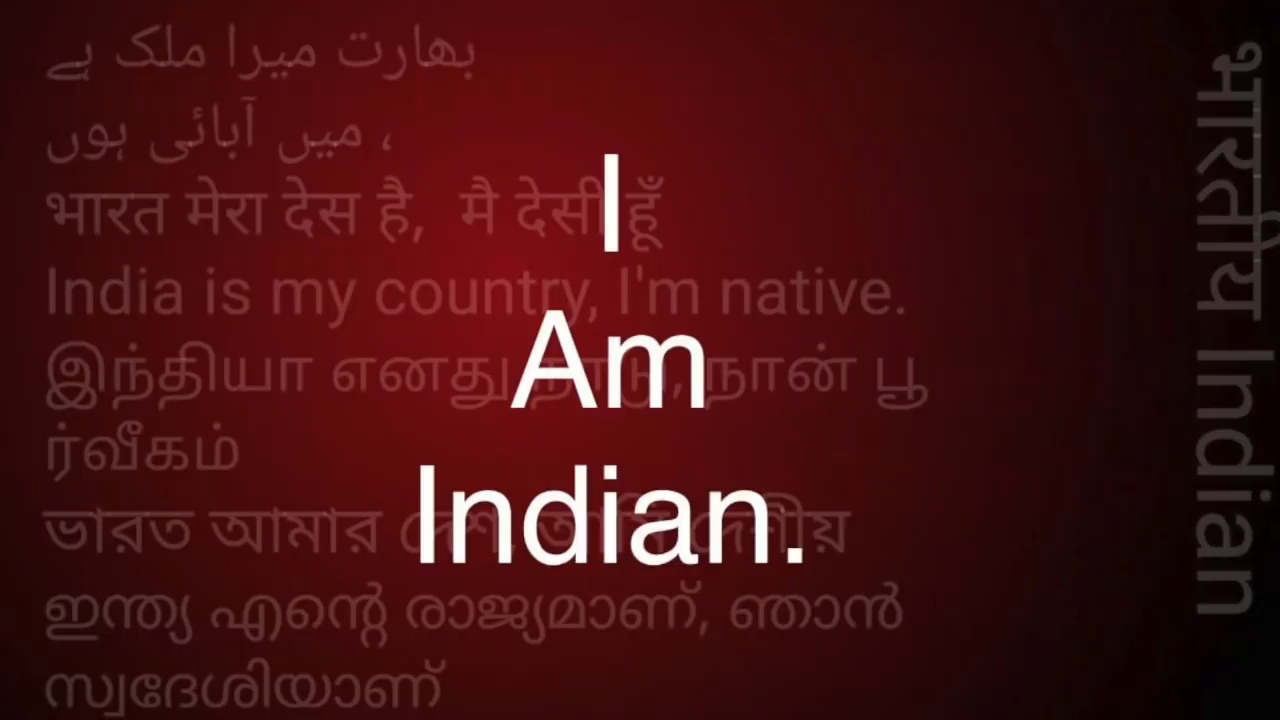 بھارت میرا ملک ہے
، میں آبائی ہوں
भारत मेरा देस है, मै देसी हूँ
India is my country, I'm native.
இந்தியா எனது நாடு, நான் பூ
ர்வீகம்
ভারত আমার দেশ, আমি দেশীয়
ഇന്ത്യ എന്റെ രാജ്യമാണ്, ഞാൻ
സ്വദേശിയാണ്
I
Am
Indian.
भारतीय Indian